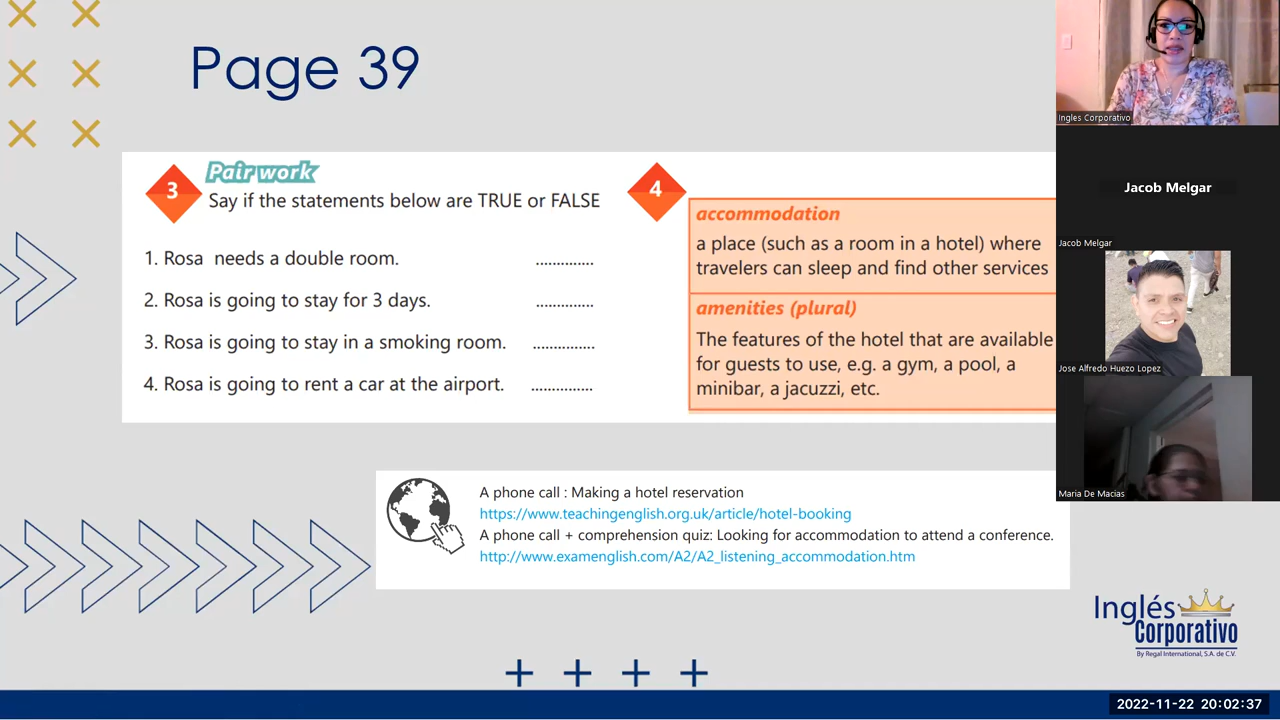 Page 39
3
Pair work
Say if the statements below are TRUE or FALSE
1. Rosa  needs a double room. ..............
2. Rosa is going to stay for 3 days. ..............
3. Rosa is going to stay in a smoking room. ...............
4. Rosa is going to rent a car at the airport. ...............
4
accommodation
a place (such as a room in a hotel) where
travelers can sleep and find other services
amenities (plural)
The features of the hotel that are available
for guests to use, e.g. a gym, a pool, a
minibar, a jacuzzi, etc.
A phone call : Making a hotel reservation
https://www.teachingenglish.org.uk/article/hotel-booking
A phone call + comprehension quiz: Looking for accommodation to attend a conference.
http://www.examenglish.com/A2/A2_listening_accommodation.htm
Ingles Corporativo
Jacob Melgar
Jacob Melgar
Jose Alfredo Huezo Lopez
Maria De Macias
Inglés
Corporativo
By Regal International, S.A. de C.V.
2022-11-22 20:02:37